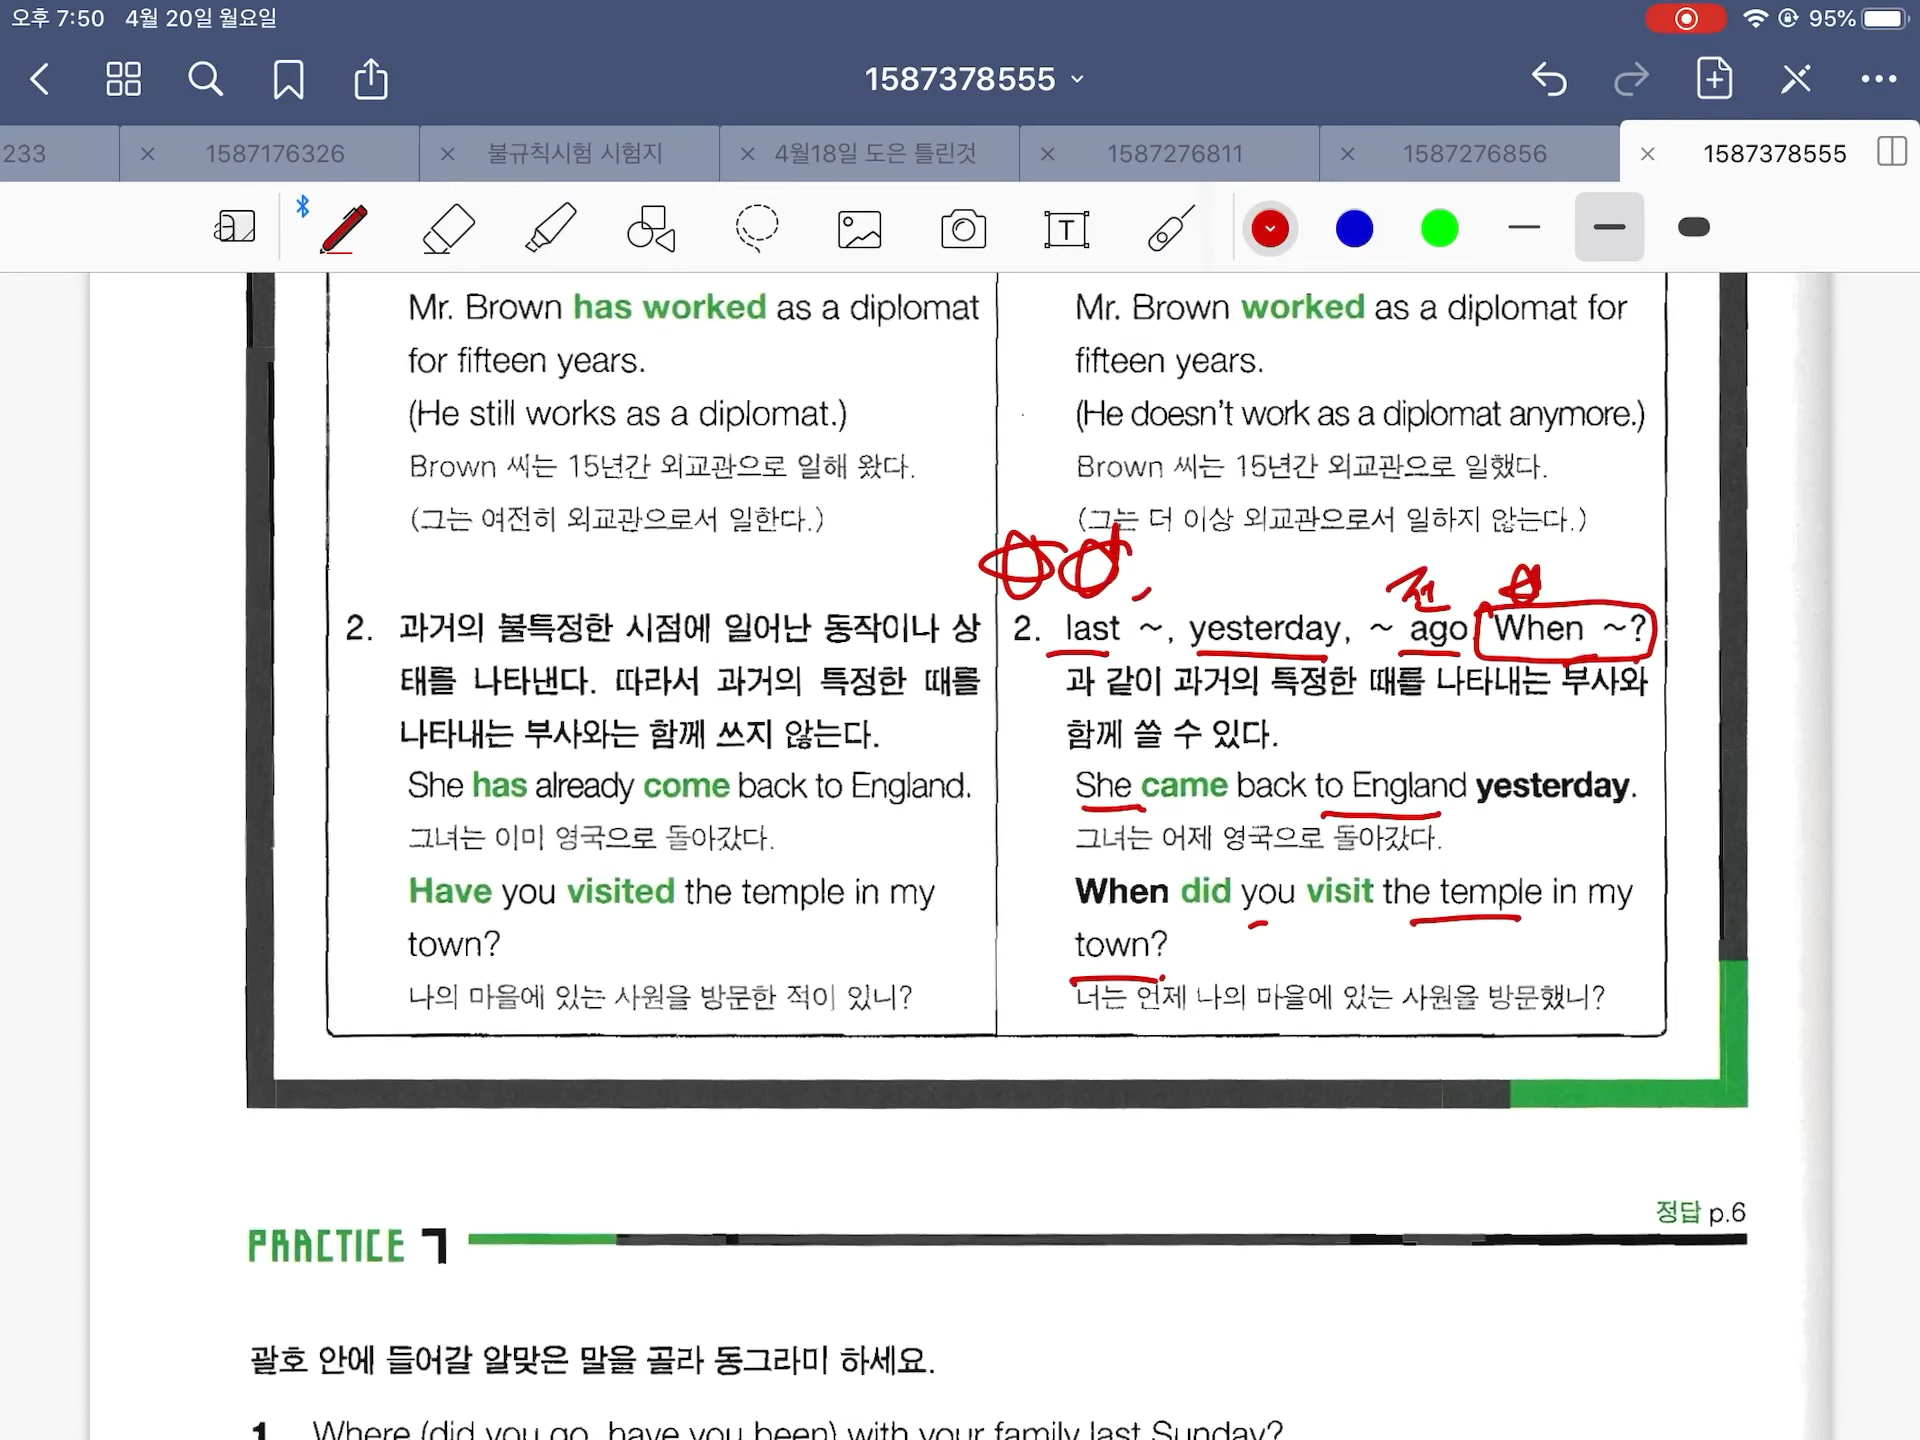 오후 7:50 4월 20일 월요일
95%
1587378555
233
1587176326
불규칙시험 시험지
4월18일 도은 틀린것
1587276811
1587276856
1587378555
Mr. Brown has worked as a diplomat
for fifteen years.
(He still works as a diplomat.)
Brown 씨는 15년간 외교관으로 일해 왔다.
(그는 여전히 외교관으로서 일한다.)
2. 과거의 불특정한 시점에 일어난 동작이나 상
태를 나타낸다. 따라서 과거의 특정한 때를
나타내는 부사와는 함께 쓰지 않는다.
She has already come back to England.
그녀는 이미 영국으로 돌아갔다.
Have you visited the temple in my
town?
나의 마을에 있는 사원을 방문한 적이 있니?
Mr. Brown worked as a diplomat for
fifteen years.
(He doesn't work as a diplomat anymore.)
Brown 씨는 15년간 외교관으로 일했다.
(그는 더 이상 외교관으로서 일하지 않는다.)
전
2. last ~, yesterday, ~ ago When ~?
과 같이 과거의 특정한 때를 나타내는 부사와
함께 쓸 수 있다.
She came back to England yesterday.
그녀는 어제 영국으로 돌아갔다.
When did you visit the temple in my
town?
너는 언제 나의 마을에 있는 사원을 방문했니?
정답 p.6
PRACTICE 7
괄호 안에 들어갈 알맞은 말을 골라 동그라미 하세요.
1 Where (did you go, have you been) with your family last Sunday?